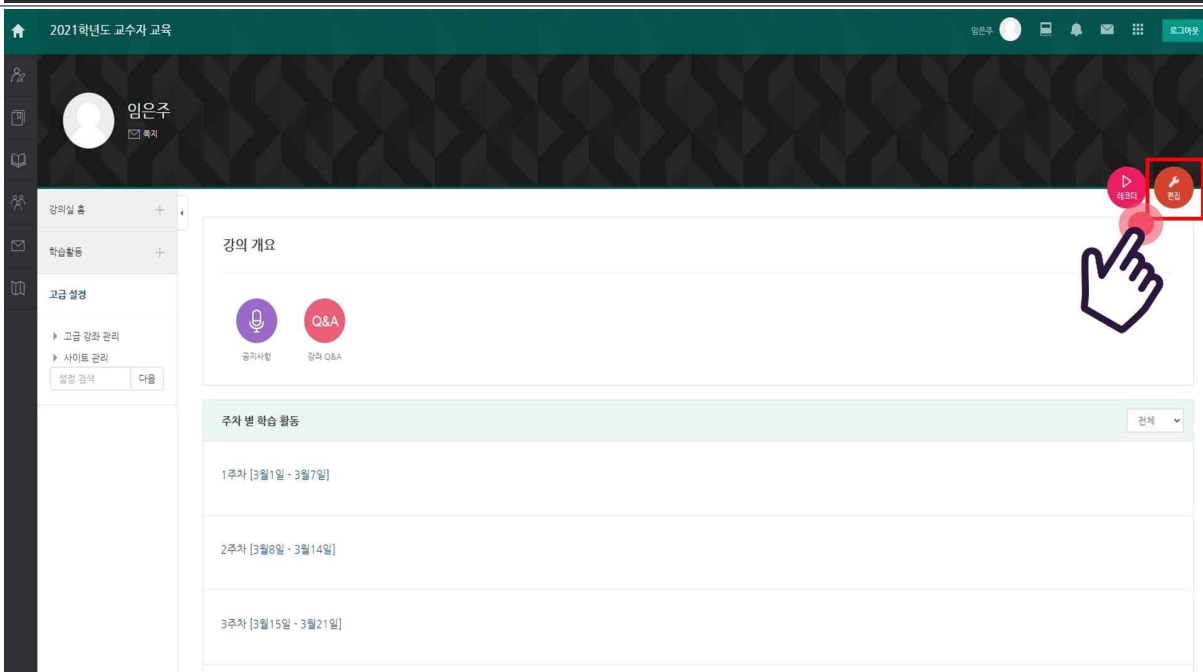 2021학년도 교수자 교육
임은주
로그아웃
임은주
쪽지
레코더
편집
강의실 홈
학습활동
고급 설정
고급 강좌 관리
사이트 관리
설정 검색
다음
강의 개요
Q&A
공지사항
강좌 Q&A
주차 별 학습 활동
전체
1주차 [3월1일 - 3월7일]
2주차 [3월8일 - 3월14일]
3주차 [3월15일 - 3월21일]